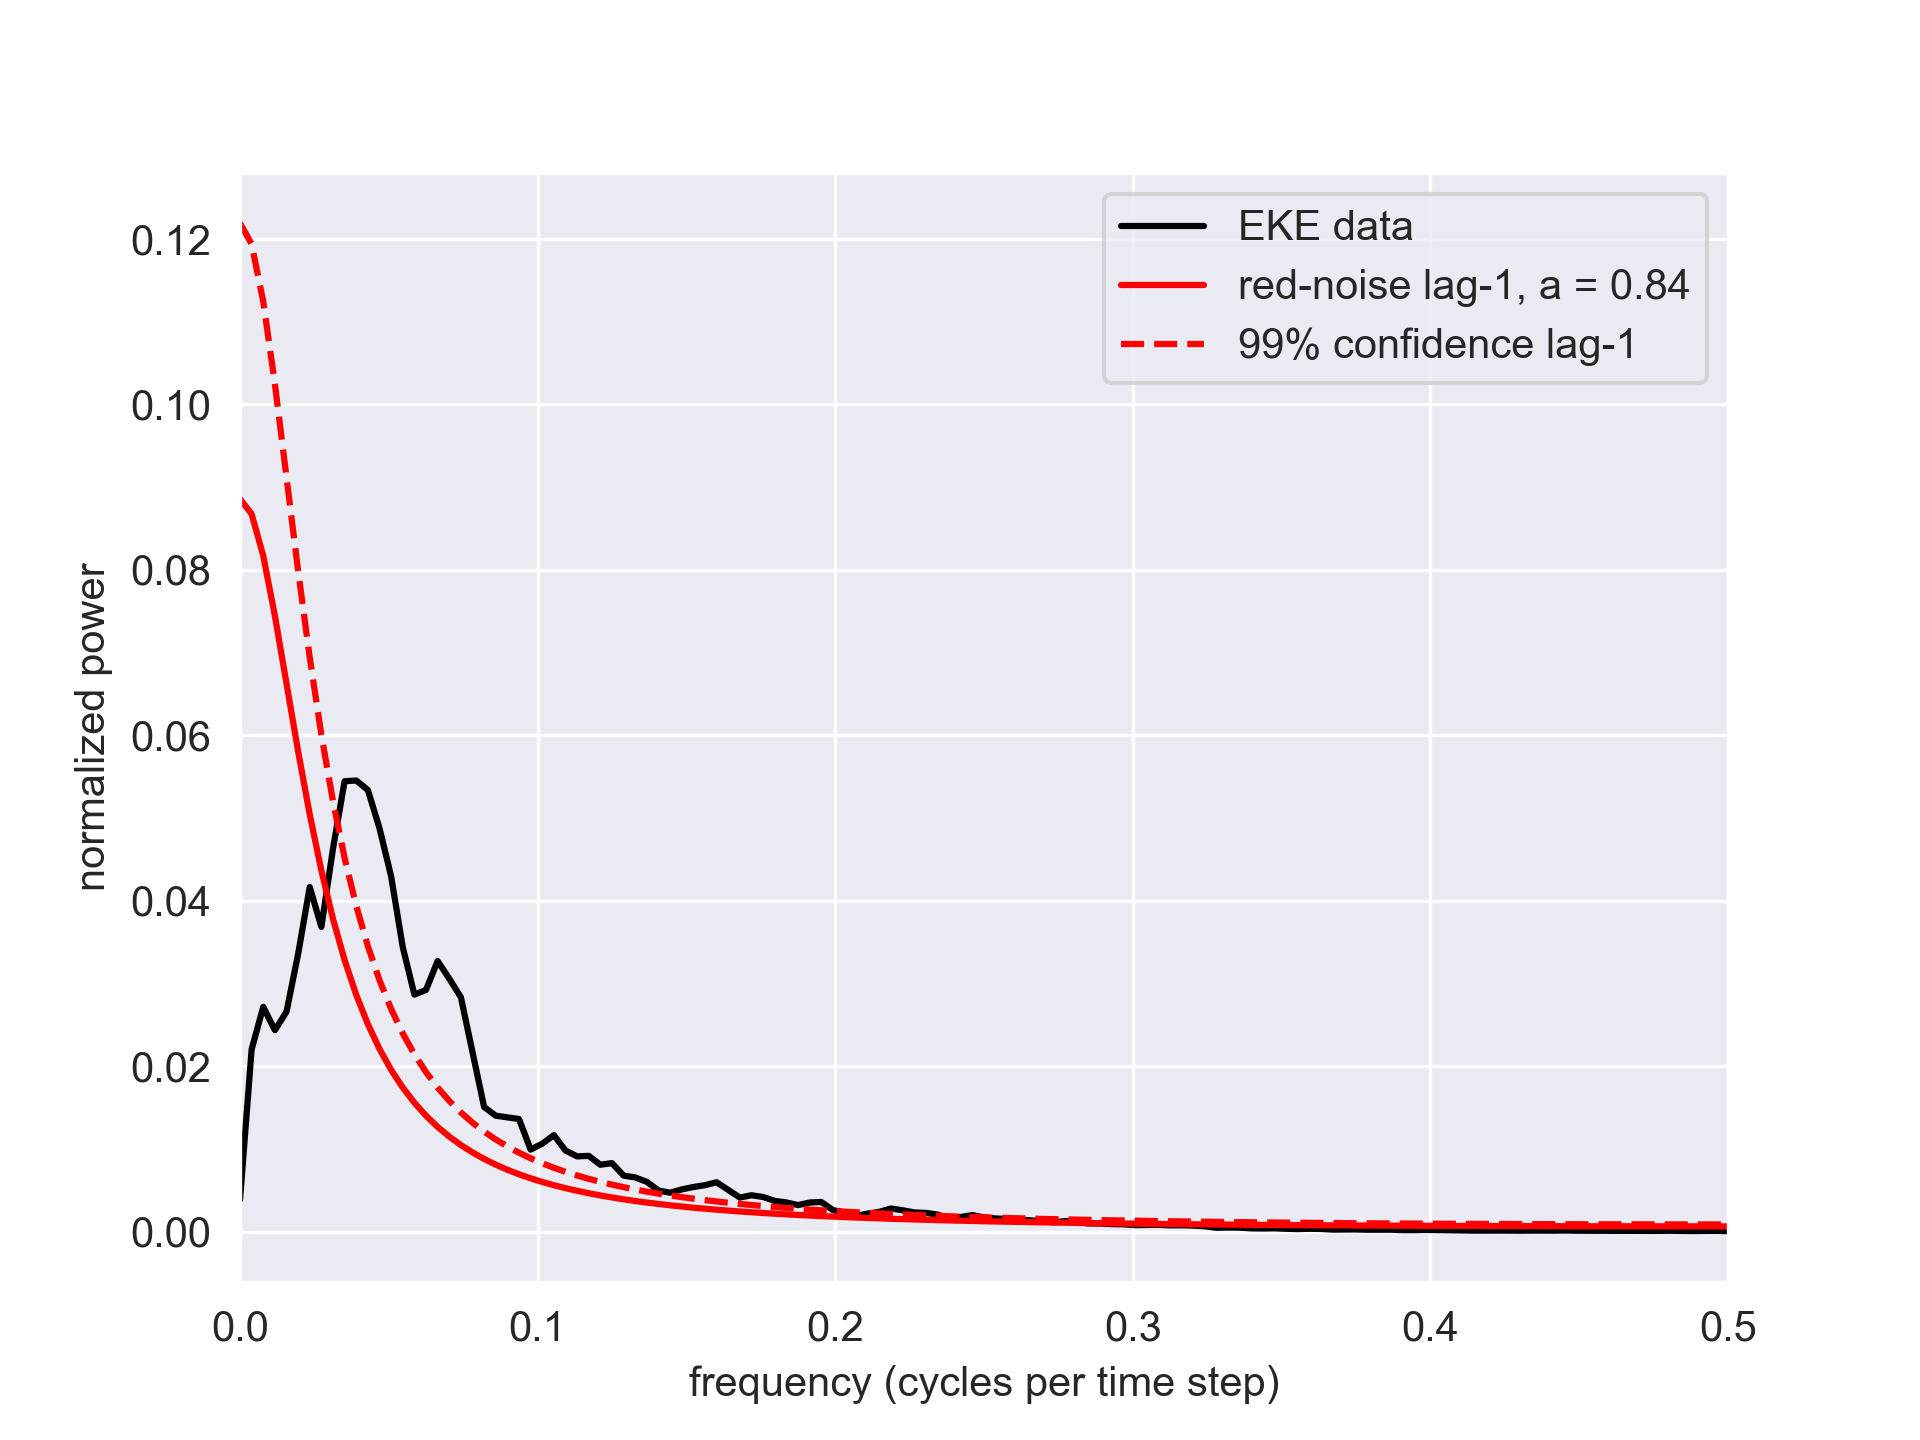 EKE data
red-noise lag-1, a = 0.84
99% confidence lag-1
normalized power
0.12
0.10
0.08
0.06
0.04
0.02
0.00
0.0 0.1 0.2 0.3 0.4 0.5
frequency (cycles per time step)